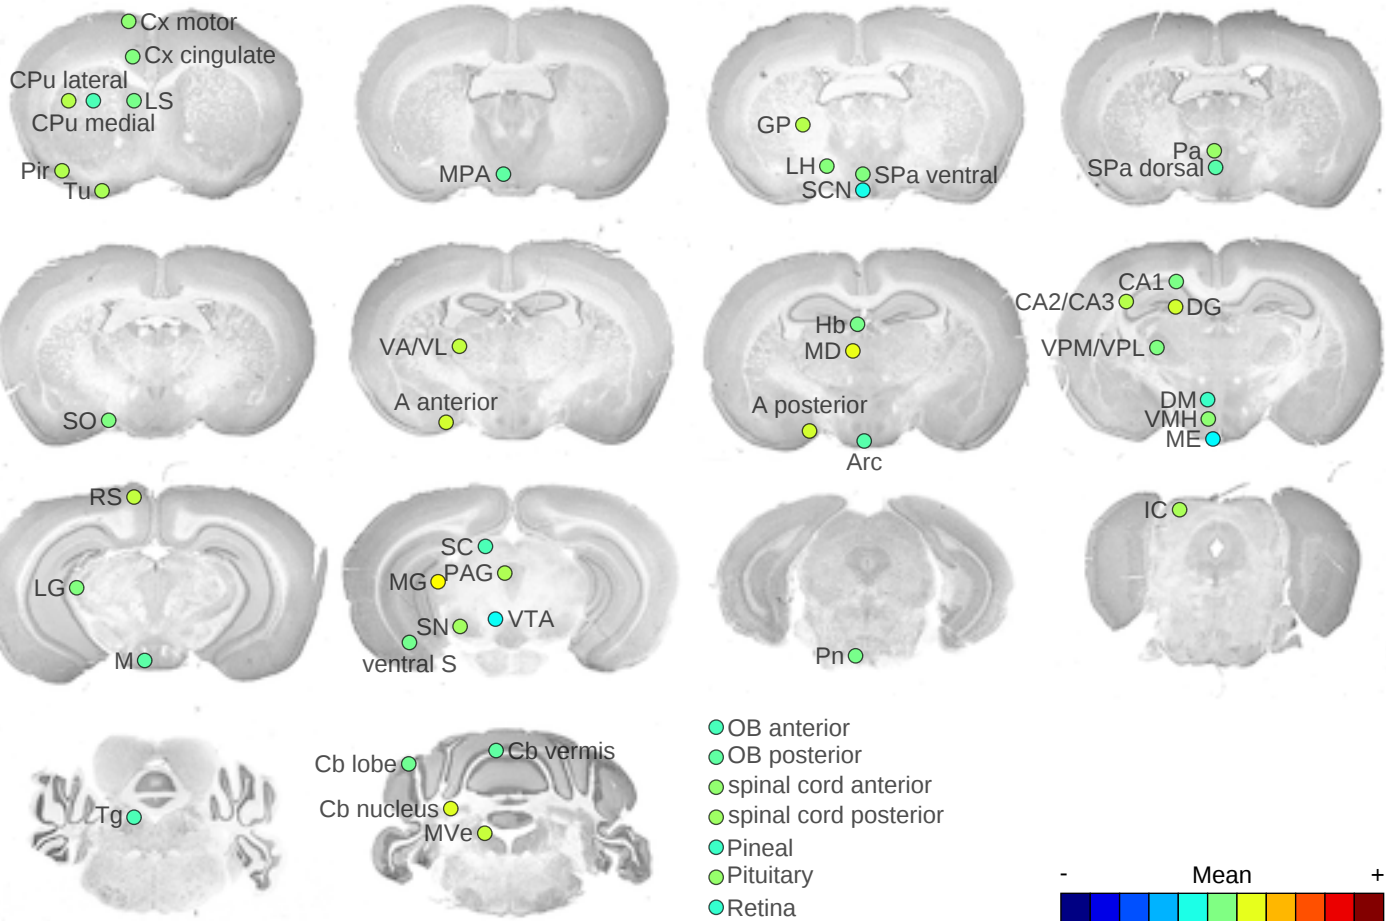 Cx motor
Cx cingulate
CPu lateral
LS
CPu medial
Pir
Tu
MPA
GP
LH
SPa ventral
SCN
Pa
SPa dorsal
SO
VA/VL
A anterior
Hb
MD
A posterior
Arc
CA1
CA2/CA3
DG
VPM/VPL
DM
VMH
ME
RS
LG
M
SC
MG
PAG
SN
VTA
ventral S
Pn
IC
Tg
Cb lobe
Cb vermis
Cb nucleus
MVe
OB anterior
OB posterior
spinal cord anterior
spinal cord posterior
Pineal
Pituitary
Retina
- Mean +